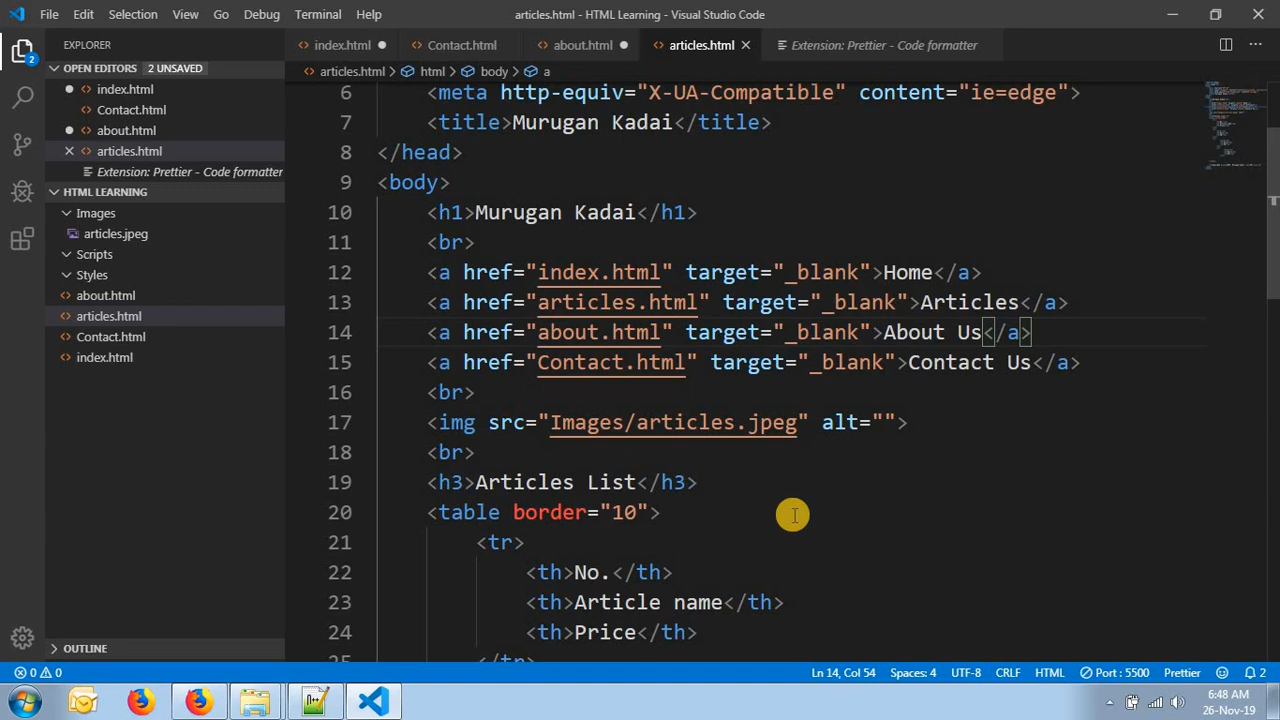 File Edit Selection View Go Debug Terminal Help articles.html - HTML Learning - Visual Studio Code
EXPLORER
index.html Contact.html about.html articles.html Extension: Prettier - Code formatter
OPEN EDITORS 2 UNSAVED
articles.html > html > body > a
index.html
Contact.html
about.html
articles.html
Extension: Prettier - Code formatter
HTML LEARNING
Images
articles.jpeg
Scripts
Styles
about.html
articles.html
Contact.html
index.html
OUTLINE
2
6 <meta http-equiv="X-UA-Compatible" content="ie=edge">
7 <title>Murugan Kadai</title>
8 </head>
9 <body>
10 <h1>Murugan Kadai</h1>
11 <br>
12 <a href="index.html" target="_blank">Home</a>
13 <a href="articles.html" target="_blank">Articles</a>
14 <a href="about.html" target="_blank">About Us</a>
15 <a href="Contact.html" target="_blank">Contact Us</a>
16 <br>
17 <img src="Images/articles.jpeg" alt="">
18 <br>
19 <h3>Articles List</h3>
20 <table border="10">
21 <tr>
22 <th>No.</th>
23 <th>Article name</th>
24 <th>Price</th>
25 </tr>
0 0 Ln 14, Col 54 Spaces: 4 UTF-8 CRLF HTML Port : 5500 Prettier 2
6:48 AM
26-Nov-19